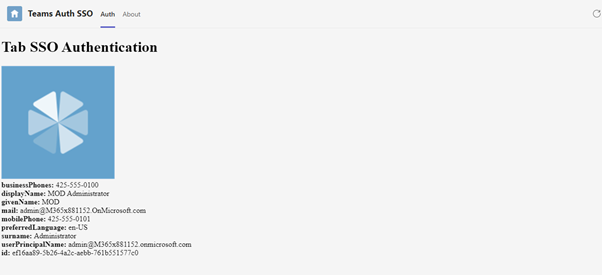 Teams Auth SSO Auth About
Tab SSO Authentication
businessPhones: 425-555-0100
displayName: MOD Administrator
givenName: MOD
mail: admin@M365x881152.OnMicrosoft.com
mobilePhone: 425-555-0101
preferredLanguage: en-US
surname: Administrator
userPrincipalName: admin@M365x881152.onmicrosoft.com
id: ef16aa89-5b26-4a2c-aebb-761b551577c0